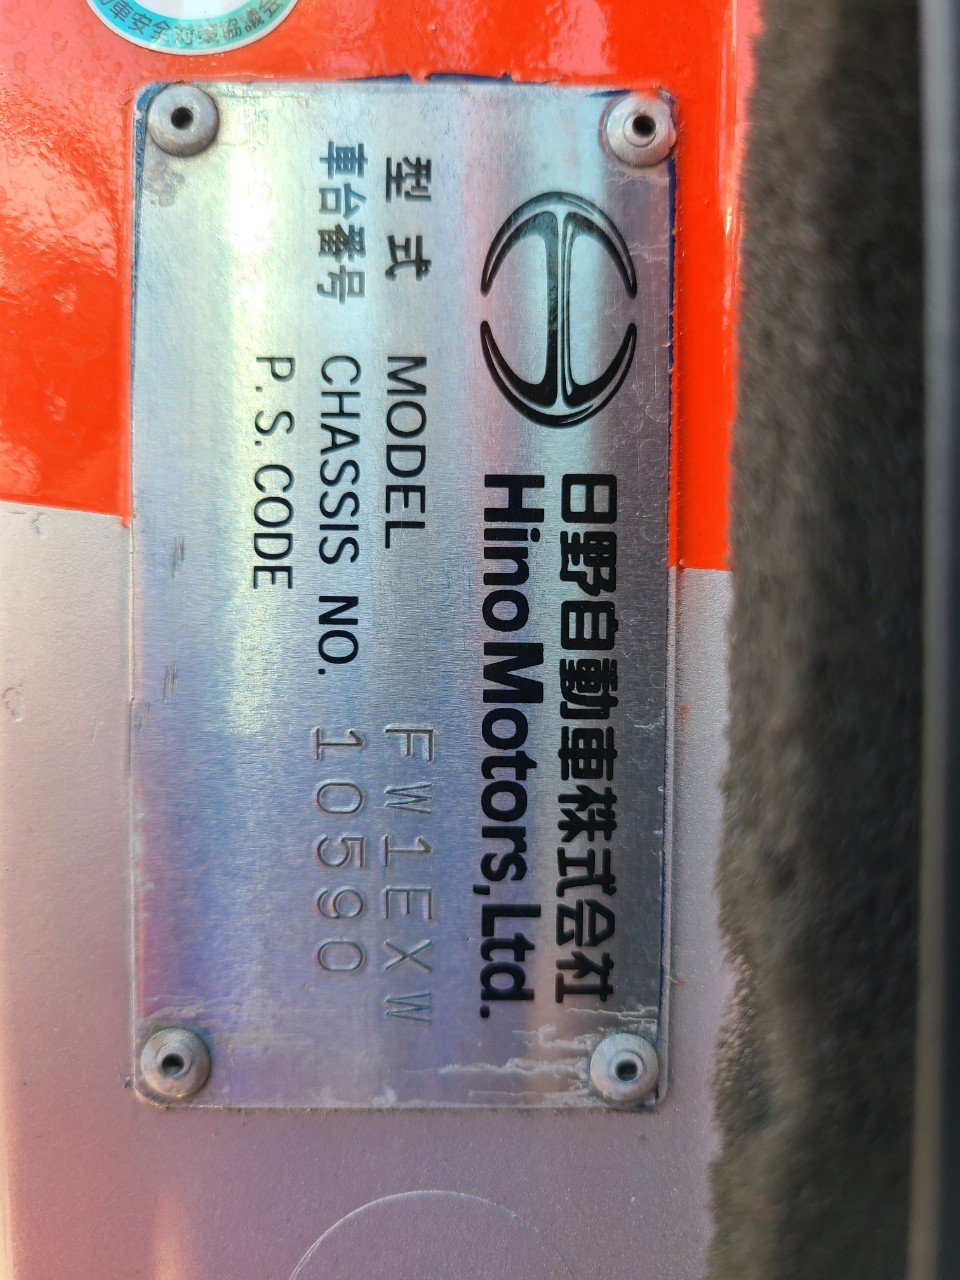 日野自動車株式会社
Hino Motors, Ltd.
型式 MODEL FW1EXW
車台番号 CHASSIS NO. 10590
P.S.CODE